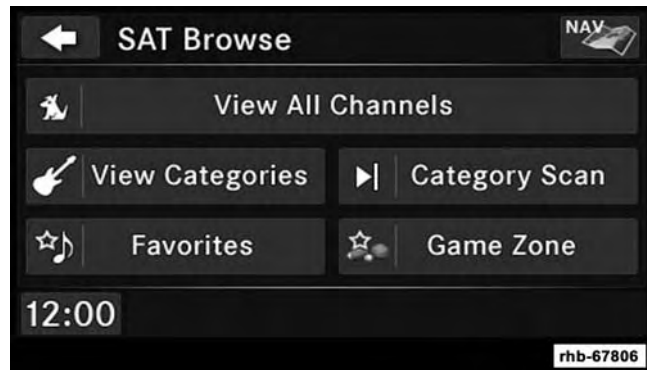 SAT Browse
NAV
View All Channels
View Categories
Category Scan
Favorites
Game Zone
12:00
rhb-67806